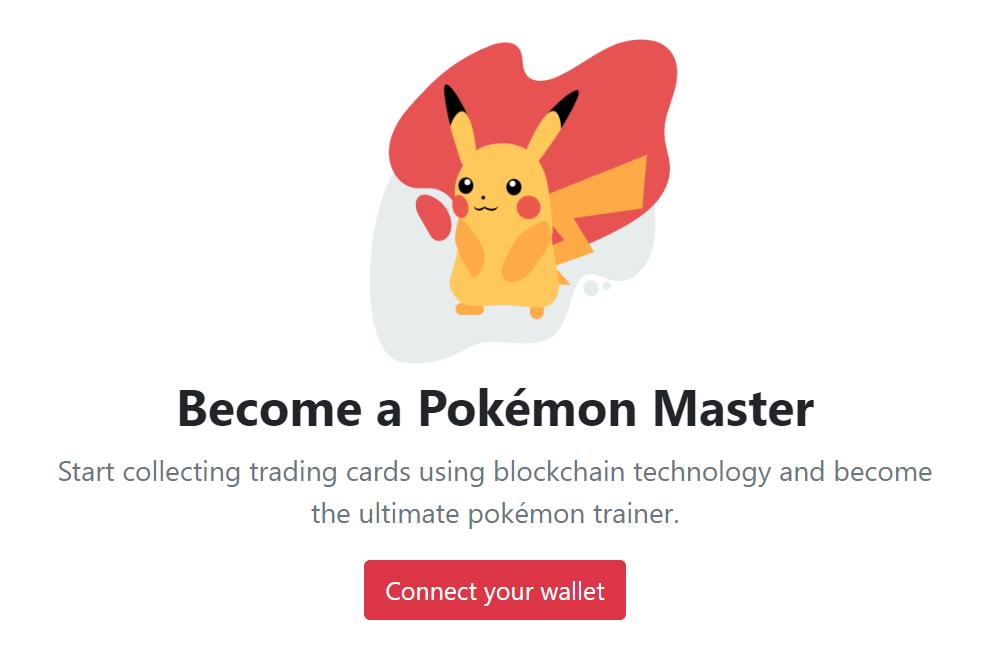 Become a Pokémon Master
Start collecting trading cards using blockchain technology and become
the ultimate pokémon trainer.
Connect your wallet